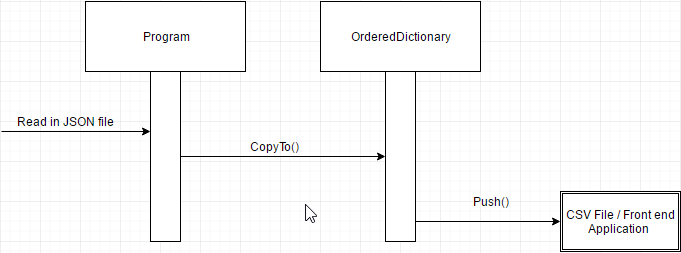 Program
OrderedDictionary
Read in JSON file
CopyTo()
Push()
CSV File / Front end
Application